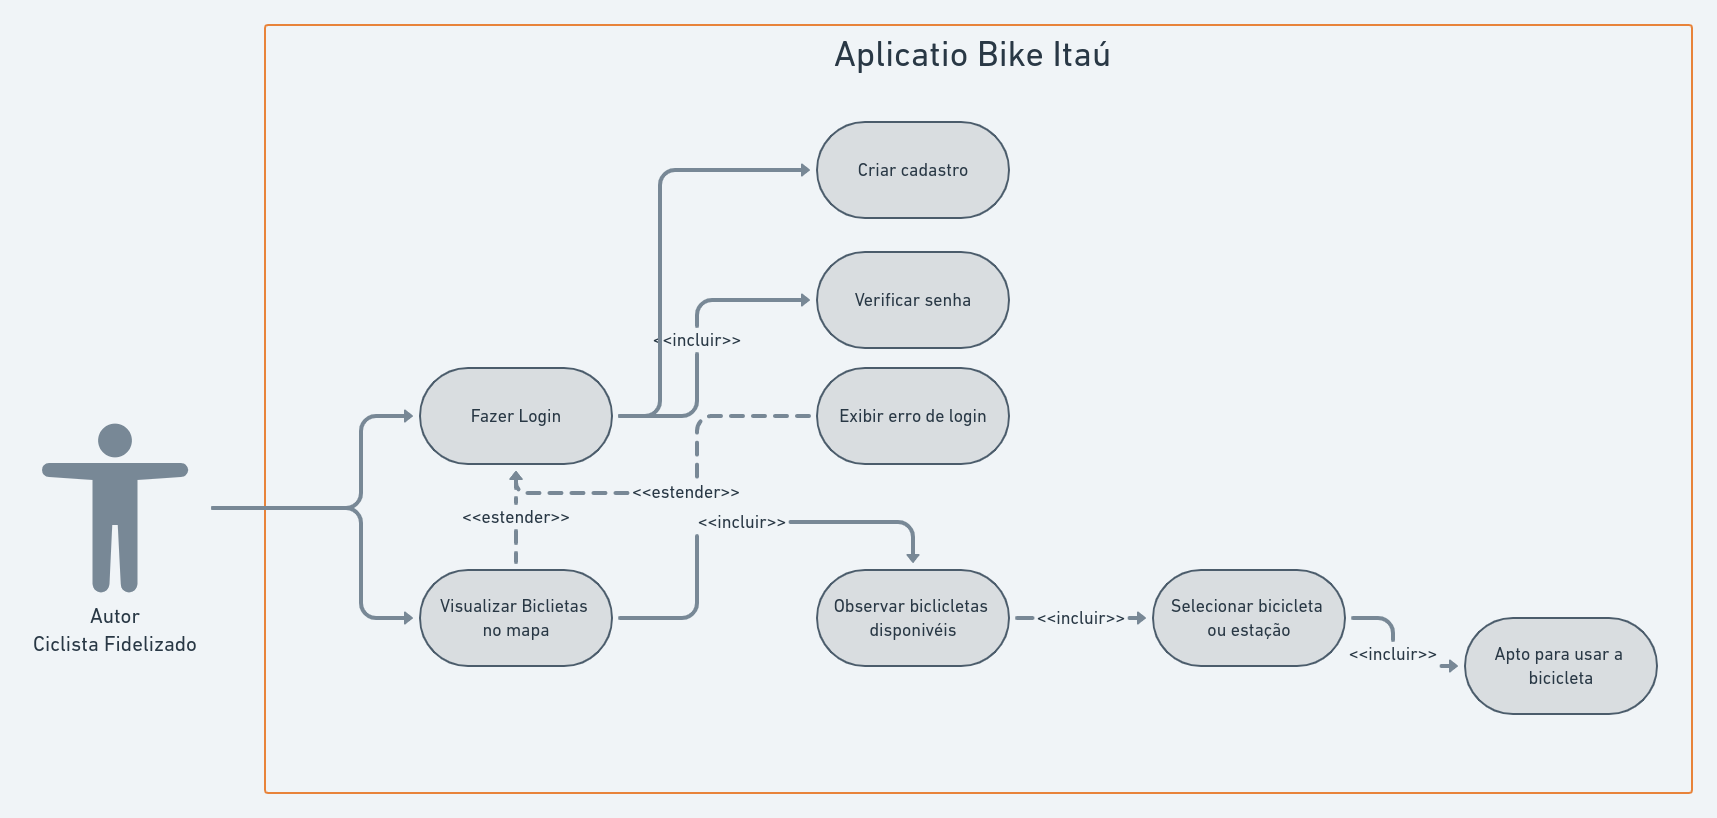 Aplicatio Bike Itaú
Criar cadastro
Verificar senha
<<incluir>>
Fazer Login
Exibir erro de login
<<estender>>
<<estender>>
<<incluir>>
Autor
Ciclista Fidelizado
Visualizar Biclietas
no mapa
Observar biclicletas
disponivéis
<<incluir>>
Selecionar bicicleta
ou estação
<<incluir>>
Apto para usar a
bicicleta